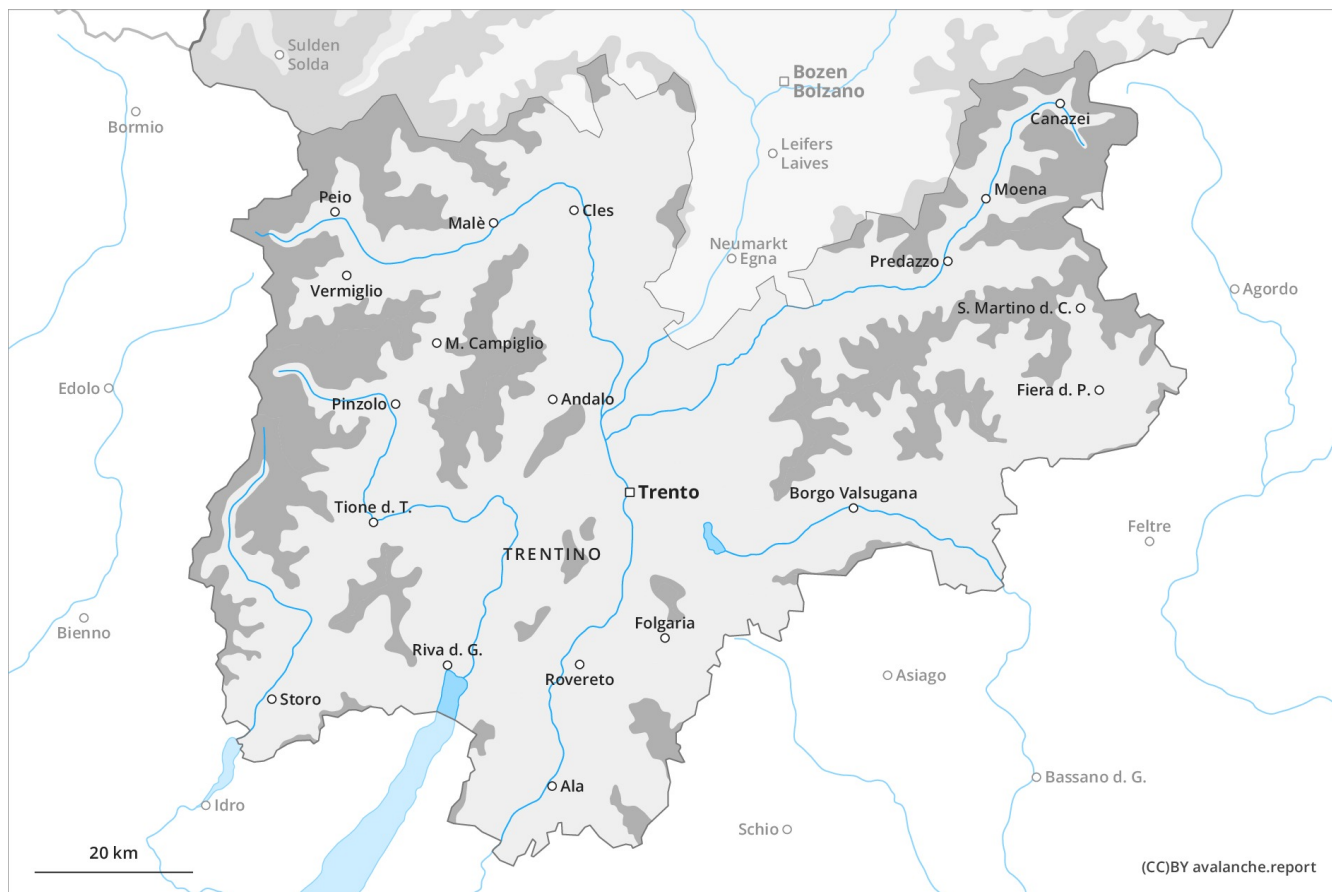 Sulden
Solda
Bozen
Bolzano
Bormio
Canazei
Leifers
Laives
Peio
Moena
Malè
Cles
Neumarkt
Egna
Predazzo
Vermiglio
Agordo
S. Martino d. C.
M. Campiglio
Edolo
Fiera d. P.
Pinzolo
Andalo
Trento
Borgo Valsugana
Tione d. T.
Feltre
TRENTINO
Bienno
Folgaria
Riva d. G.
Asiago
Rovereto
Storo
Bassano d. G.
Ala
Idro
Schio
20 km
(CC)BY avalanche.report